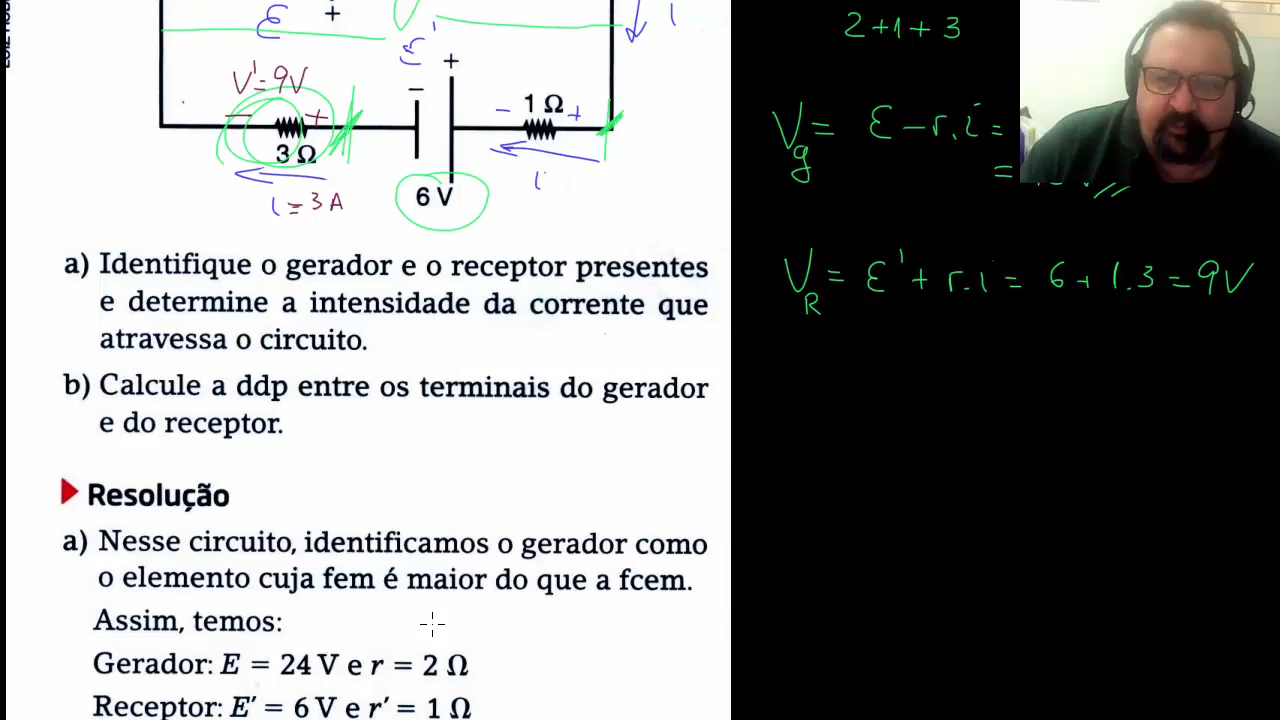 ε +
V
ε'
i
V'=9V
+
−
− 1 Ω +
− +
3 Ω
i = 3 A
6 V
i
a) Identifique o gerador e o receptor presentes
e determine a intensidade da corrente que
atravessa o circuito.
b) Calcule a ddp entre os terminais do gerador
e do receptor.
Resolução
a) Nesse circuito, identificamos o gerador como
o elemento cuja fem é maior do que a fcem.
Assim, temos:
Gerador: E = 24 V e r = 2 Ω
Receptor: E' = 6 V e r' = 1 Ω
2+1+3
Vg = ε − r.i =
=
VR = ε' + r.i = 6 + 1.3 = 9V